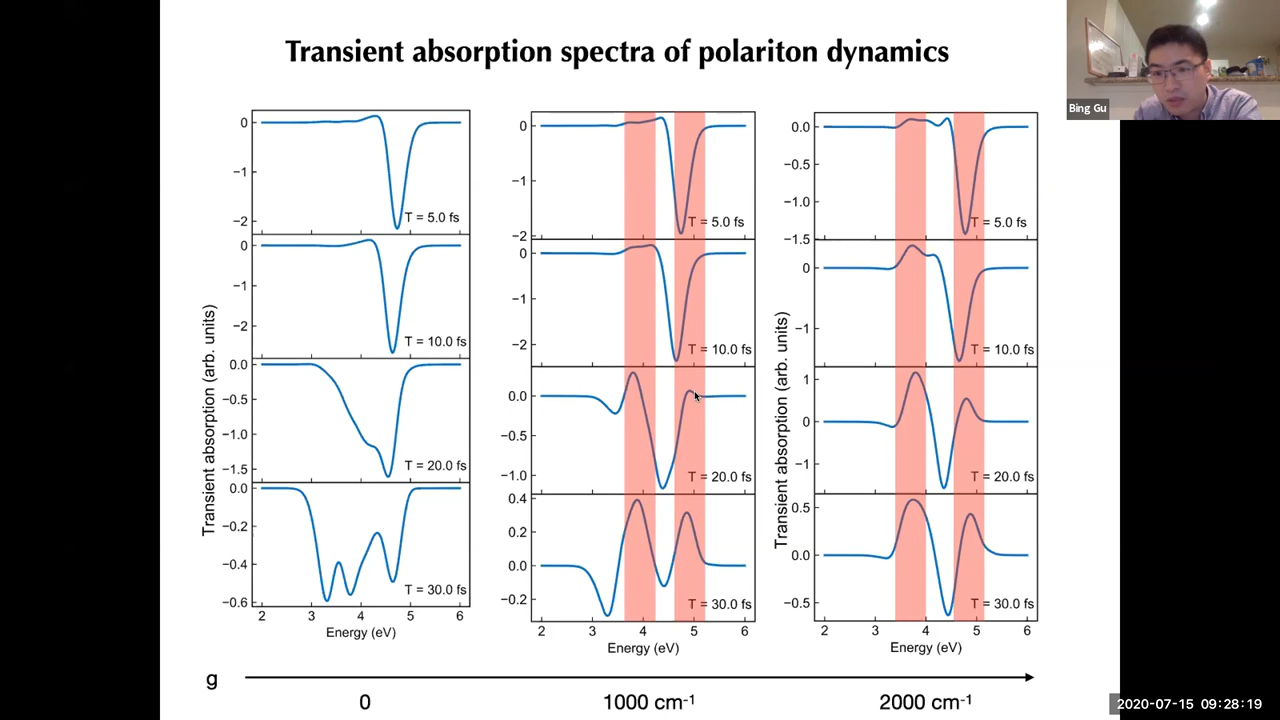 Transient absorption spectra of polariton dynamics
Bing Gu
Transient absorption (arb. units)
0
−1
−2
T = 5.0 fs
0
−1
−2
T = 10.0 fs
0.0
−0.5
−1.0
−1.5
T = 20.0 fs
0.0
−0.2
−0.4
−0.6
T = 30.0 fs
2 3 4 5 6
Energy (eV)
0
−1
−2
T = 5.0 fs
0
−1
−2
T = 10.0 fs
0.0
−0.5
−1.0
T = 20.0 fs
0.4
0.2
0.0
−0.2
T = 30.0 fs
2 3 4 5 6
Energy (eV)
Transient absorption (arb. units)
0.0
−0.5
−1.0
−1.5
T = 5.0 fs
0
−1
T = 10.0 fs
1
0
−1
T = 20.0 fs
0.5
0.0
−0.5
T = 30.0 fs
2 3 4 5 6
Energy (eV)
g
0 1000 cm⁻¹ 2000 cm⁻¹
2020-07-15 09:28:19